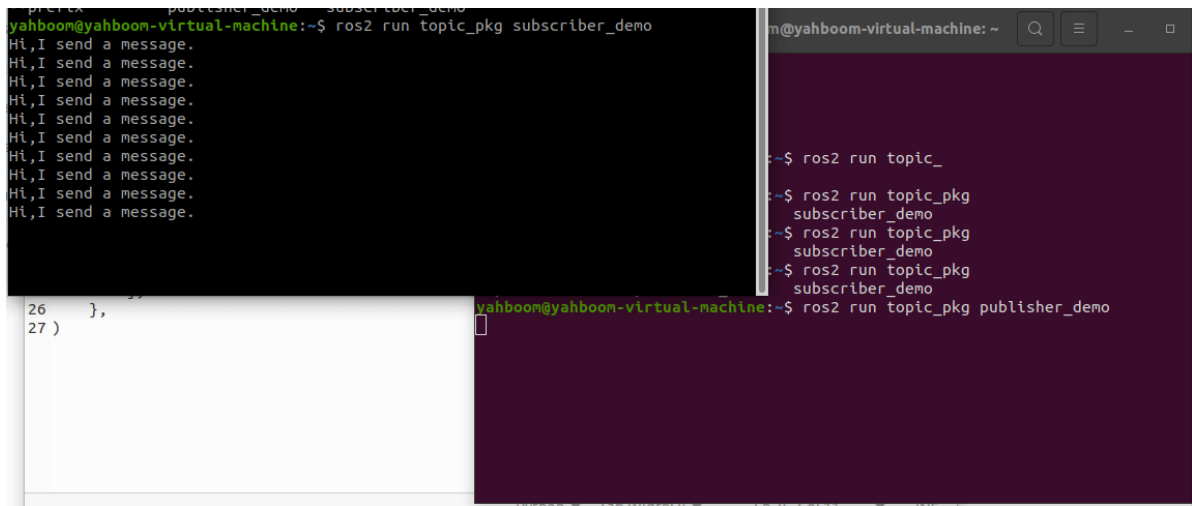 --prefix publisher_demo subscriber_demo
yahboom@yahboom-virtual-machine:~$ ros2 run topic_pkg subscriber_demo
Hi,I send a message.
Hi,I send a message.
Hi,I send a message.
Hi,I send a message.
Hi,I send a message.
Hi,I send a message.
Hi,I send a message.
Hi,I send a message.
Hi,I send a message.
Hi,I send a message.
m@yahboom-virtual-machine: ~
:~$ ros2 run topic_
:~$ ros2 run topic_pkg
subscriber_demo
:~$ ros2 run topic_pkg
subscriber_demo
:~$ ros2 run topic_pkg
subscriber_demo
yahboom@yahboom-virtual-machine:~$ ros2 run topic_pkg publisher_demo
26 },
27 )